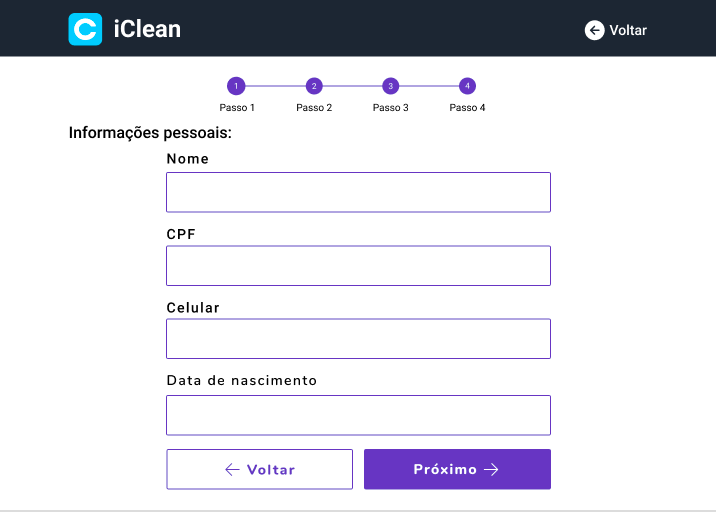 C iClean
Voltar
1 2 3 4
Passo 1 Passo 2 Passo 3 Passo 4
Informações pessoais:
Nome
CPF
Celular
Data de nascimento
← Voltar
Próximo →